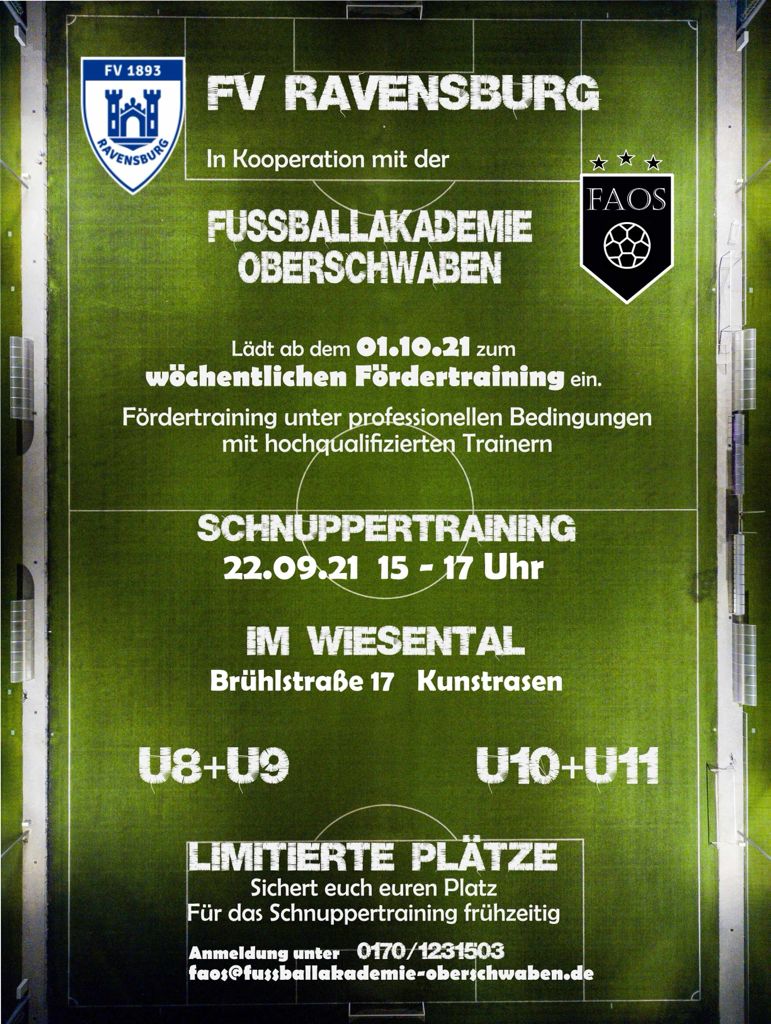 FV 1893
RAVENSBURG
FV RAVENSBURG
In Kooperation mit der
FAOS
FUSSBALLAKADEMIE
OBERSCHWABEN
Lädt ab dem 01.10.21 zum
wöchentlichen Fördertraining ein.
Fördertraining unter professionellen Bedingungen
mit hochqualifizierten Trainern
SCHNUPPERTRAINING
22.09.21 15 - 17 Uhr
IM WIESENTAL
Brühlstraße 17 Kunstrasen
U8+U9 U10+U11
LIMITIERTE PLÄTZE
Sichert euch euren Platz
Für das Schnuppertraining frühzeitig
Anmeldung unter 0170/1231503
faos@fussballakademie-oberschwaben.de